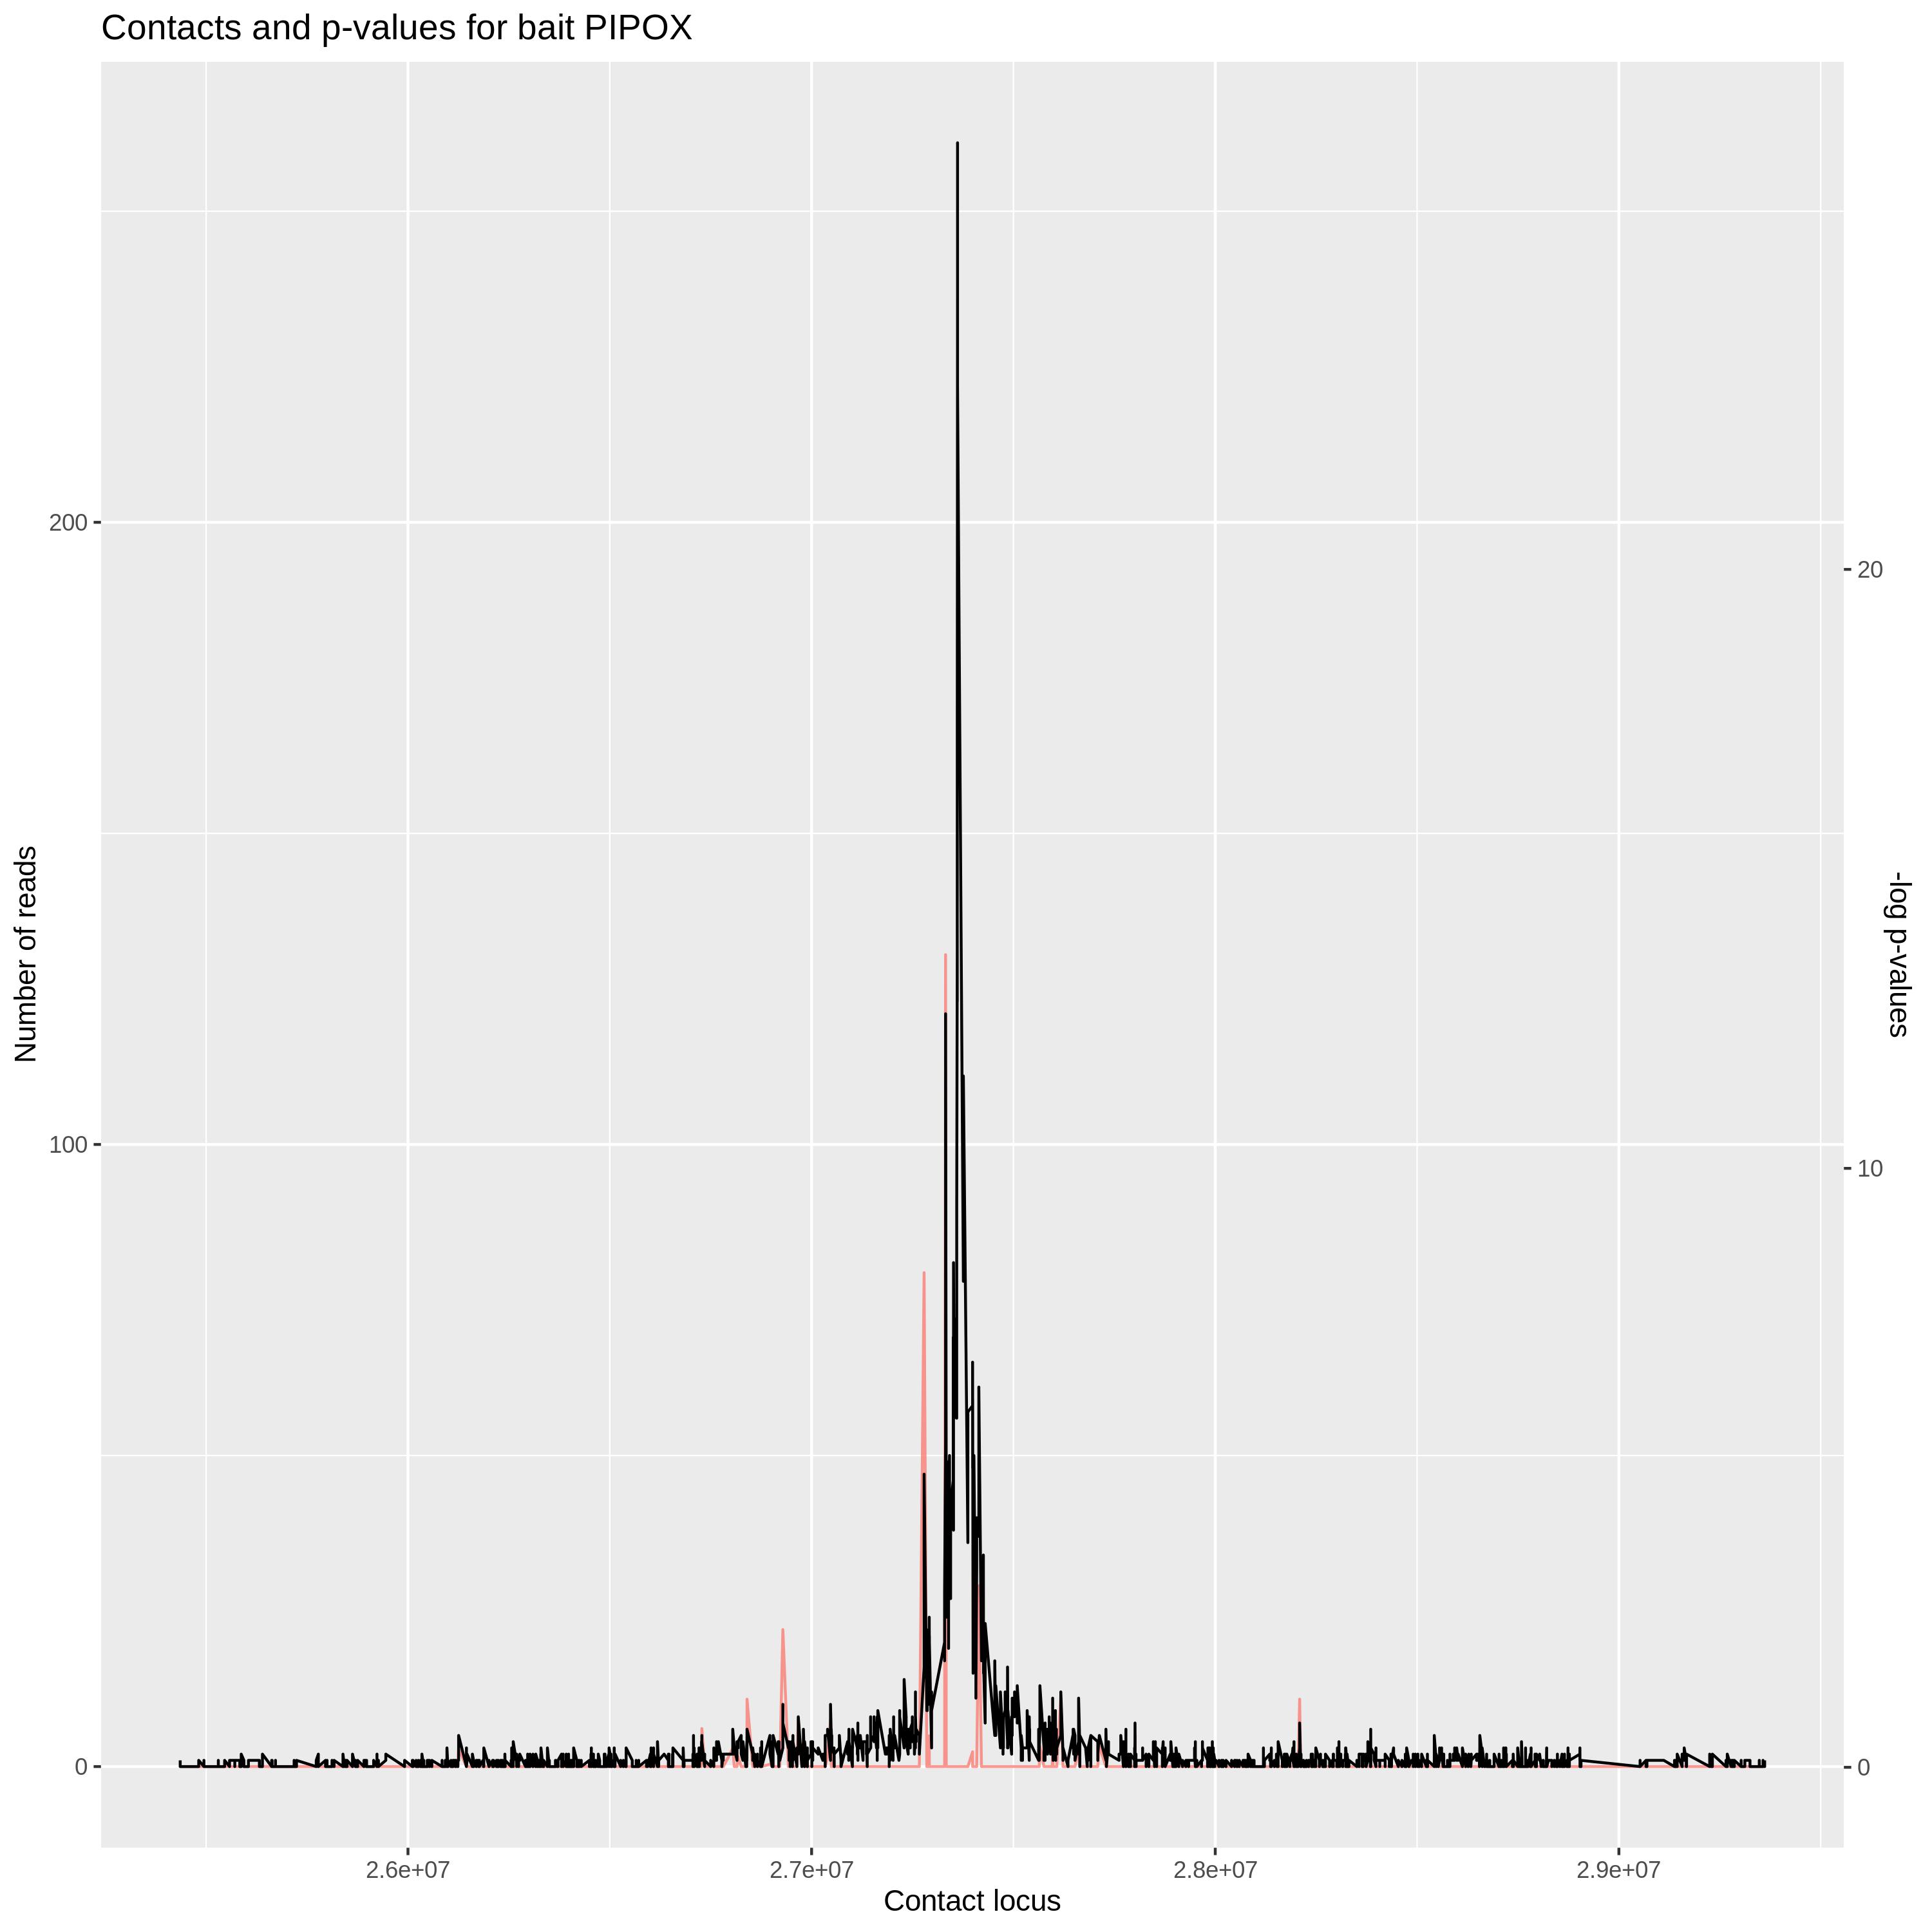 Contacts and p-values for bait PIPOX
Number of reads
200
100
0
20
10
0
-log p-values
2.6e+07
2.7e+07
2.8e+07
2.9e+07
Contact locus